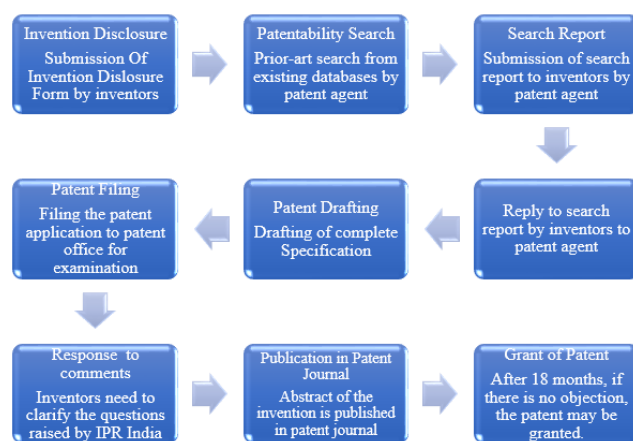 Invention Disclosure
Submission Of
Invention Dislosure
Form by inventors
Patentability Search
Prior-art search from
existing databases by
patent agent
Search Report
Submission of search
report to inventors by
patent agent
Reply to search
report by inventors to
patent agent
Patent Drafting
Drafting of complete
Specification
Patent Filing
Filing the patent
application to patent
office for
examination
Response to
comments
Inventors need to
clarify the questions
raised by IPR India
Publication in Patent
Journal
Abstract of the
invention is published
in patent journal
Grant of Patent
After 18 months, if
there is no objection,
the patent may be
granted.